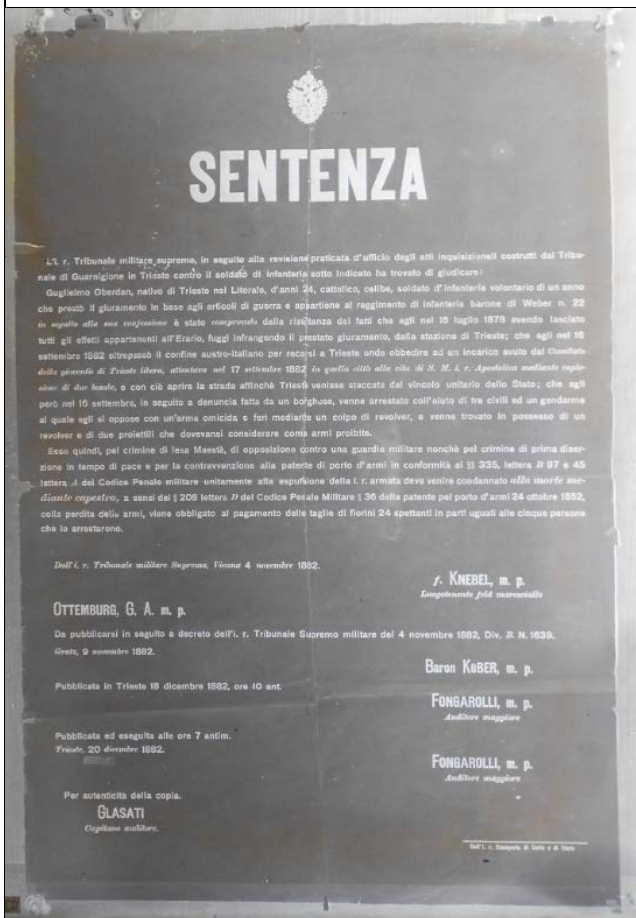 SENTENZA
L'I. r. Tribunale militare supremo, in seguito alla revisione praticata d'ufficio degli atti inquisizionali costrutti dal Tribu-
nale di Guarnigione in Trieste contro il soldato di infanteria sotto indicato ha trovato di giudicare:
Guglielmo Oberdan, nativo di Trieste nel Litorale, d'anni 24, cattolico, celibe, soldato d'infanteria volontario di un anno
che prestò il giuramento in base agli articoli di guerra e appartiene al raggimento di infanteria barone di Weber n. 22
in seguito alla sua confessione è stato comprovato dalla risultanza dei fatti che egli nel 16 luglio 1878 avendo lasciato
tutti gli effetti appartenenti all'Erario, fuggì infrangendo il prestato giuramento, dalla stazione di Trieste; che egli nel 16
settembre 1882 oltrepassò il confine austro-italiano per recarsi a Trieste onde obbedire ad un incarico avuto dal Comitato
della gioventù di Trieste libera, attentare nel 17 settembre 1882 in quella città alla vita di S. M. i. r. Apostolica mediante esplo-
sione di due bombe, e con ciò aprire la strada affinchè Trieste venisse staccata dal vincolo unitario dello Stato; che egli
però nel 16 settembre, in seguito a denuncia fatta da un borghese, venne arrestato coll'aiuto di tre civili ed un gendarme
al quale egli si oppose con un'arma omicida e ferì mediante un colpo di revolver, e venne trovato in possesso di un
revolver e di due proiettili che dovevansi considerare come armi proibite.
Esso quindi, pel crimine di lesa Maestà, di opposizione contro una guardia militare nonchè pel crimine di prima diser-
zione in tempo di pace e per la contravvenzione alla patente di porto d'armi in conformità ai §§ 335, lettera B 97 e 45
lettera A del Codice Penale militare unitamente alla espulsione della i. r. armata deve venire condannato alla morte me-
diante capestro, a sensi del § 208 lettera D del Codice Penale Militare § 36 della patente pel porto d'armi 24 ottobre 1852,
colla perdita delle armi, viene obbligato al pagamento delle taglie di fiorini 24 spettanti in parti uguali alle cinque persone
che lo arrestarono.
Dall'i. r. Tribunale militare Supremo, Vienna 4 novembre 1882.
f. KNEBEL, m. p.
Luogotenente feld maresciallo
OTTEMBURG, G. A. m. p.
Da pubblicarsi in seguito a decreto dell'i. r. Tribunale Supremo militare del 4 novembre 1882, Div. B. N. 1639.
Gratz, 9 novembre 1882.
Baron KOBER, m. p.
Pubblicata in Trieste 18 dicembre 1882, ore 10 ant.
FONGAROLLI, m. p.
Auditore maggiore
Pubblicata ed eseguita alle ore 7 antim.
Trieste, 20 dicembre 1882.
FONGAROLLI, m. p.
Auditore maggiore
Per autenticità della copia.
GLASATI
Capitano auditore.
Dall'i. r. Stamperia di Corte e di Stato